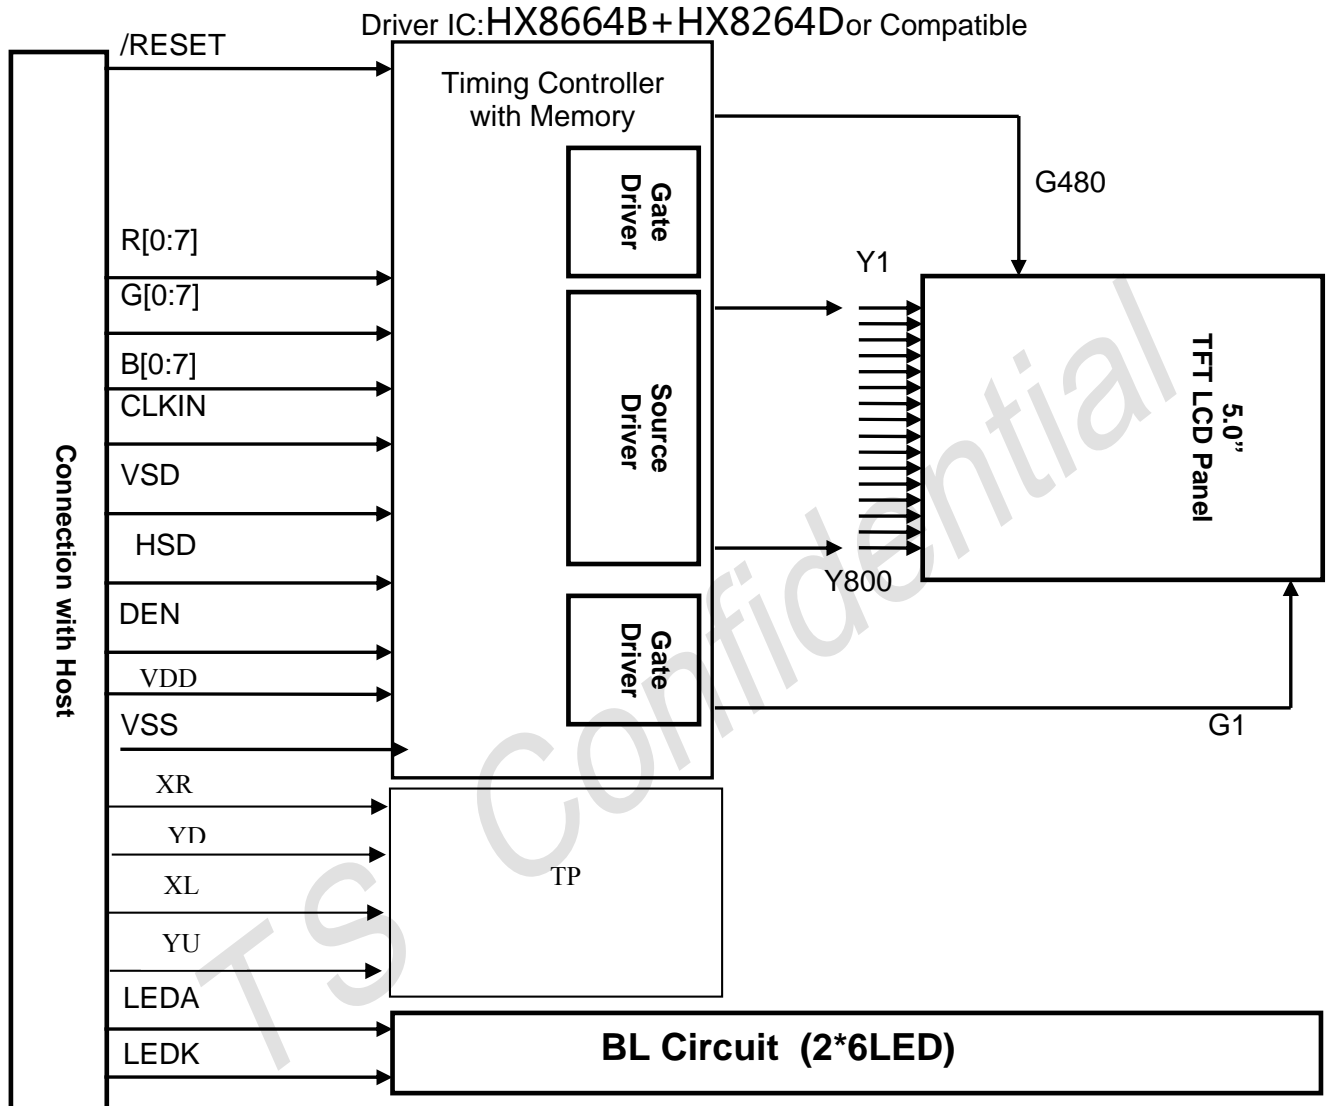 Driver IC:HX8664B+HX8264Dor Compatible
/RESET
Timing Controller
with Memory
Gate
Driver
G480
R[0:7]
Y1
G[0:7]
B[0:7]
CLKIN
Source
Driver
5.0”
TFT LCD Panel
Connection with Host
VSD
HSD
Y800
DEN
Gate
Driver
VDD
VSS
G1
XR
YD
XL
TP
YU
LEDA
LEDK
BL Circuit (2*6LED)
TS Confidential